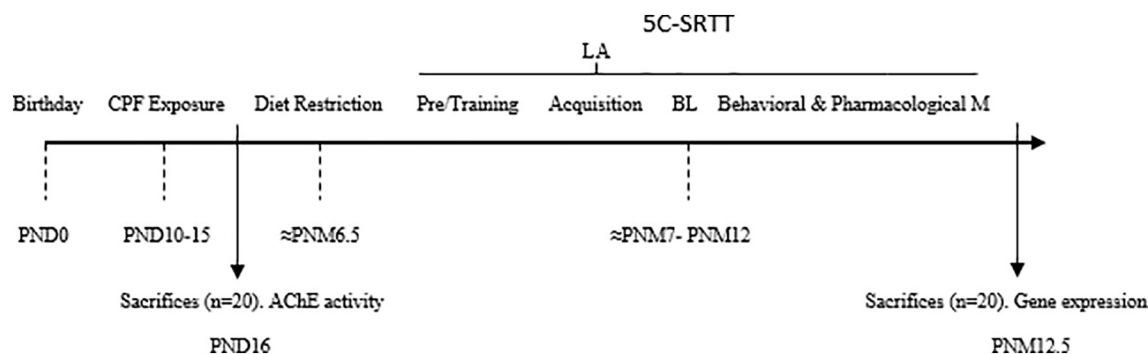 5C-SRTT
LA
Birthday CPF Exposure Diet Restriction Pre/Training Acquisition BL Behavioral & Pharmacological M
PND0 PND10-15 ≈PNM6.5 ≈PNM7- PNM12
Sacrifices (n=20). AChE activity Sacrifices (n=20). Gene expression
PND16 PNM12.5